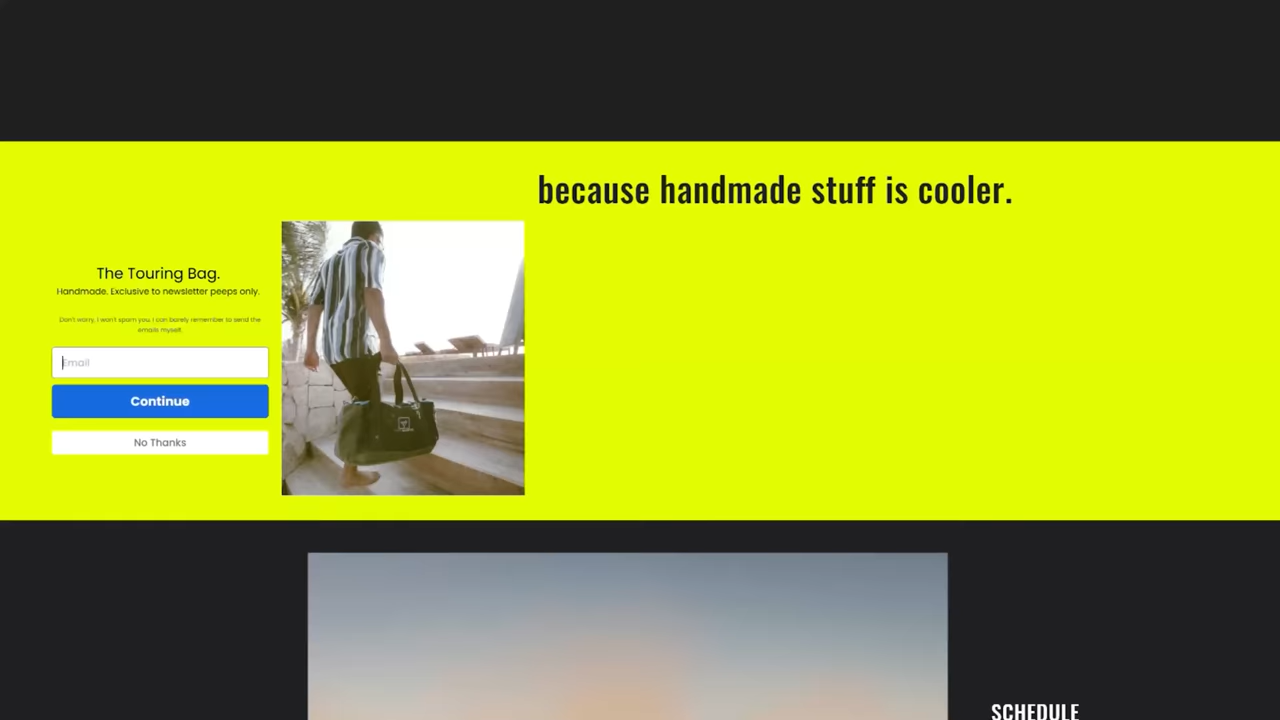 because handmade stuff is cooler.
The Touring Bag.
Handmade. Exclusive to newsletter peeps only.
Don't worry, I won't spam you. I can barely remember to send the
emails myself.
Email
Continue
No Thanks
SCHEDULE